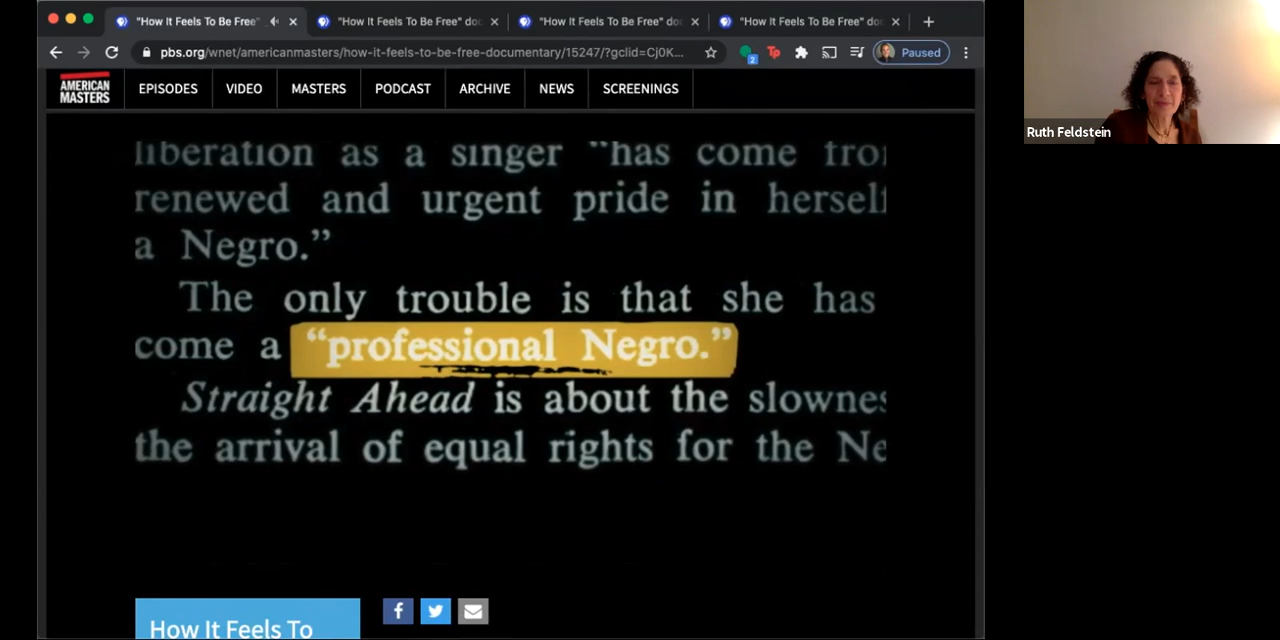 "How It Feels To Be Free"
"How It Feels To Be Free" doc
"How It Feels To Be Free" do
"How It Feels To Be Free" do
pbs.org/wnet/americanmasters/how-it-feels-to-be-free-documentary/15247/?gclid=Cj0K...
2
Tp
Paused
AMERICAN
MASTERS
EPISODES
VIDEO
MASTERS
PODCAST
ARCHIVE
NEWS
SCREENINGS
liberation as a singer "has come fro
renewed and urgent pride in herself
a Negro."
The only trouble is that she has
come a "professional Negro."
Straight Ahead is about the slownes
the arrival of equal rights for the Ne
How It Feels To
Ruth Feldstein